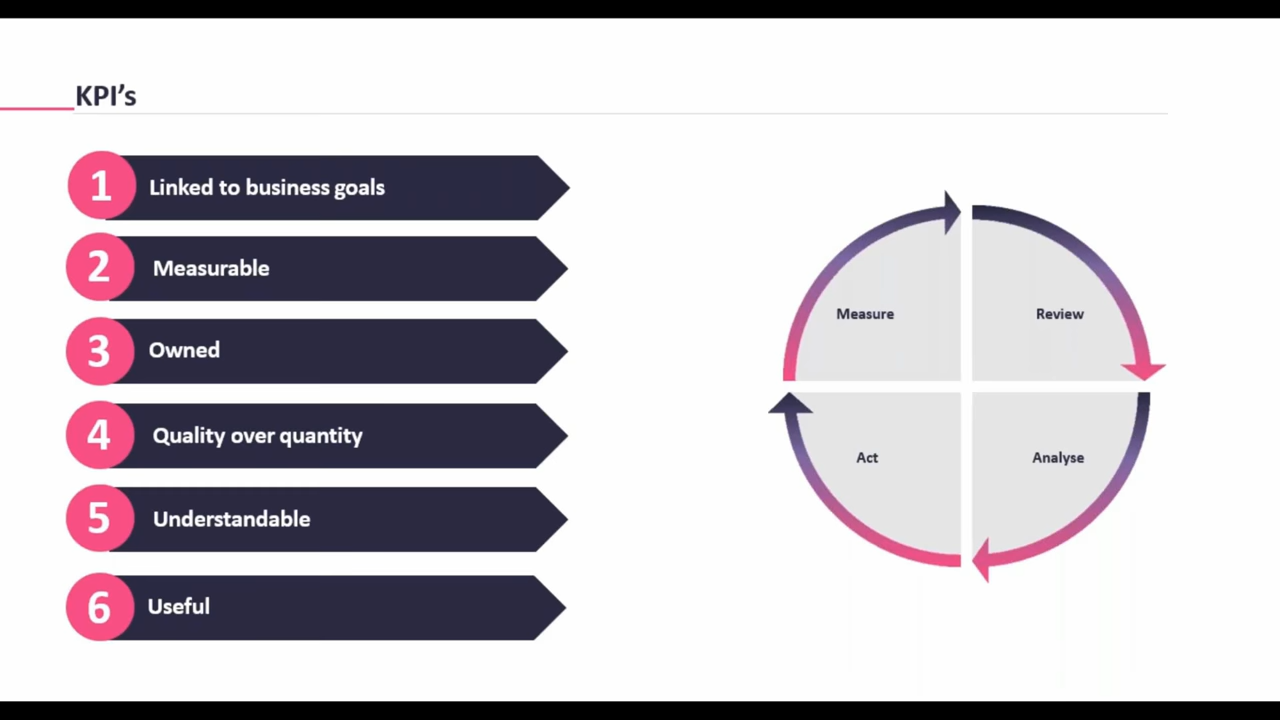 KPI’s
1 Linked to business goals
2 Measurable
3 Owned
4 Quality over quantity
5 Understandable
6 Useful
Measure
Review
Act
Analyse